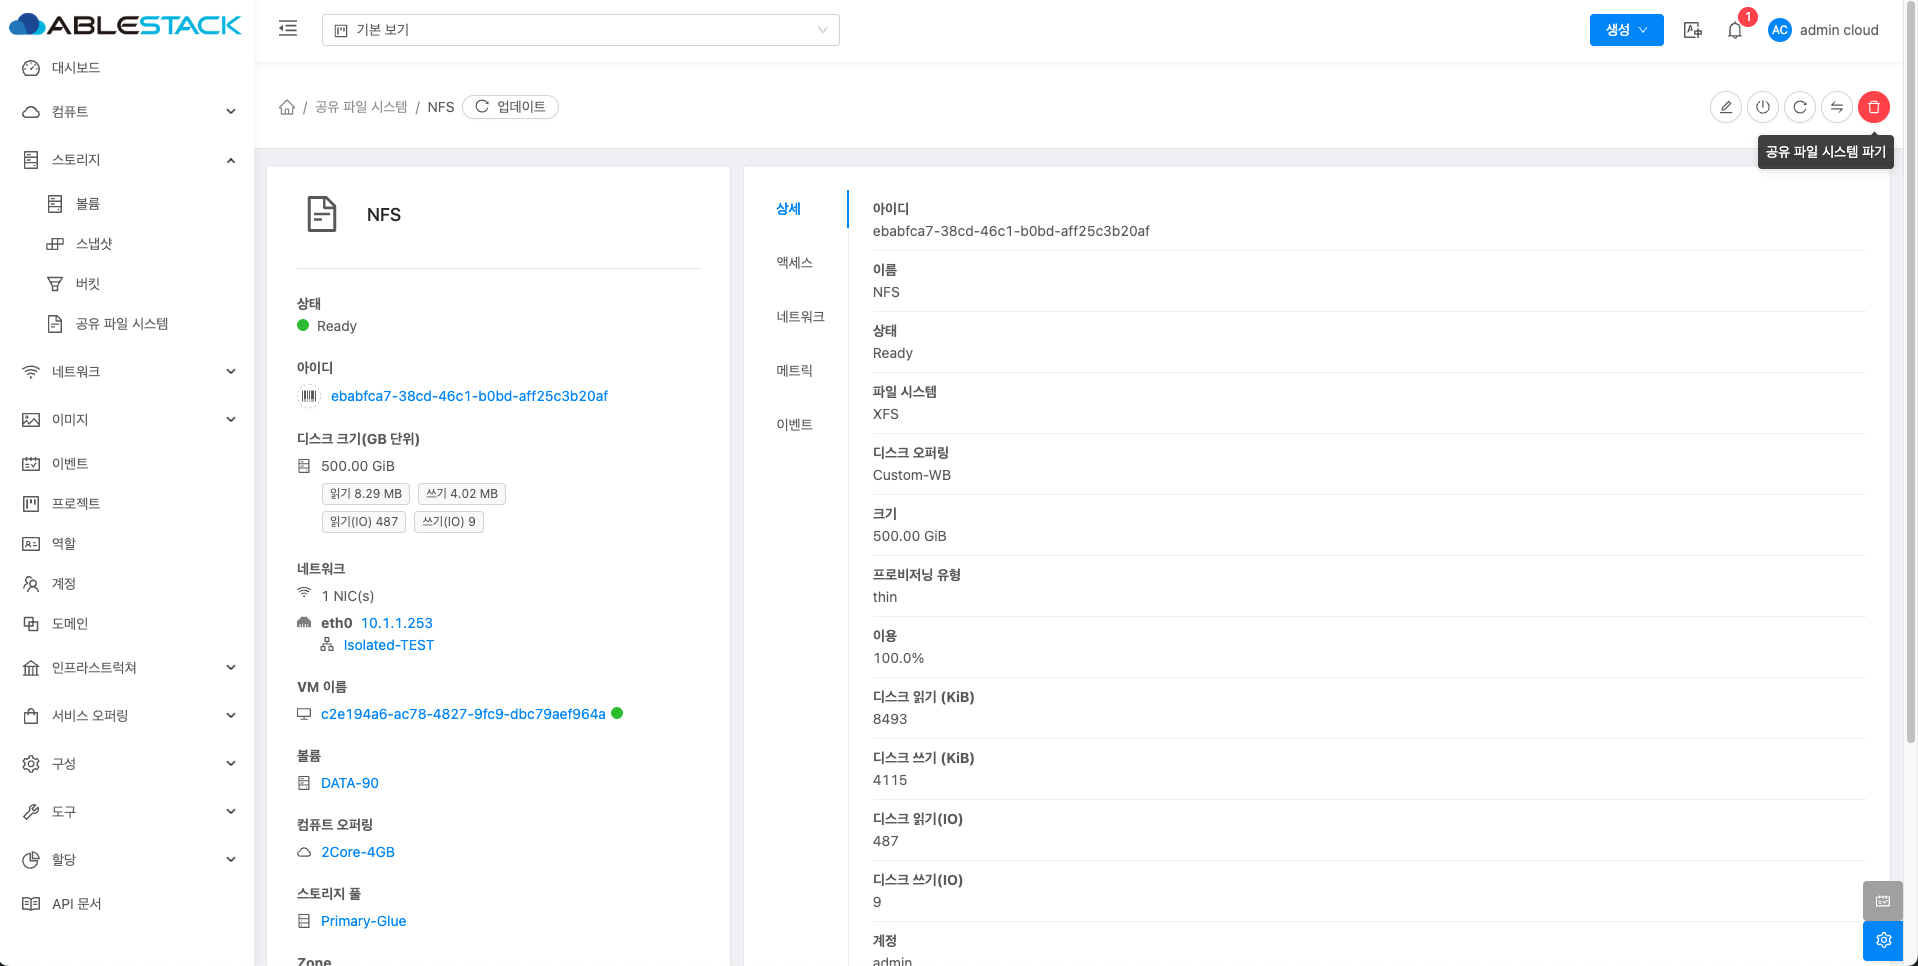 ABLESTACK
기본 보기
생성
1
AC
admin cloud
대시보드
컴퓨트
스토리지
볼륨
스냅샷
버킷
공유 파일 시스템
네트워크
이미지
이벤트
프로젝트
역할
계정
도메인
인프라스트럭쳐
서비스 오퍼링
구성
도구
할당
API 문서
/ 공유 파일 시스템 / NFS 업데이트
공유 파일 시스템 파기
NFS
상태
Ready
아이디
ebabfca7-38cd-46c1-b0bd-aff25c3b20af
디스크 크기(GB 단위)
500.00 GiB
읽기 8.29 MB 쓰기 4.02 MB
읽기(IO) 487 쓰기(IO) 9
네트워크
1 NIC(s)
eth0 10.1.1.253
Isolated-TEST
VM 이름
c2e194a6-ac78-4827-9fc9-dbc79aef964a
볼륨
DATA-90
컴퓨트 오퍼링
2Core-4GB
스토리지 풀
Primary-Glue
Zone
상세
액세스
네트워크
메트릭
이벤트
아이디
ebabfca7-38cd-46c1-b0bd-aff25c3b20af
이름
NFS
상태
Ready
파일 시스템
XFS
디스크 오퍼링
Custom-WB
크기
500.00 GiB
프로비저닝 유형
thin
이용
100.0%
디스크 읽기 (KiB)
8493
디스크 쓰기 (KiB)
4115
디스크 읽기(IO)
487
디스크 쓰기(IO)
9
계정
admin